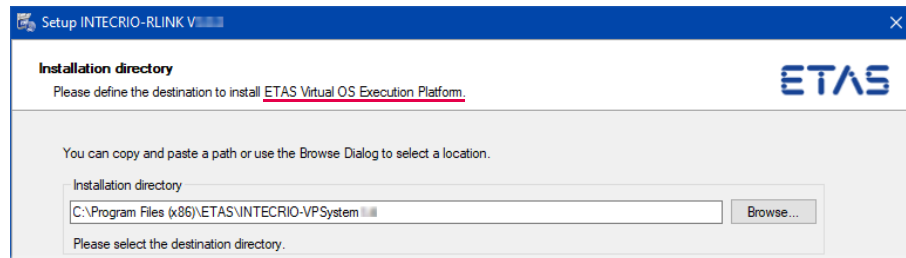 Setup INTECRIO-RLINK
Installation directory
Please define the destination to install ETAS Virtual OS Execution Platform.
ETAS
You can copy and paste a path or use the Browse Dialog to select a location.
Installation directory
C:\Program Files (x86)\ETAS\INTECRIO-VPSystem
Browse...
Please select the destination directory.